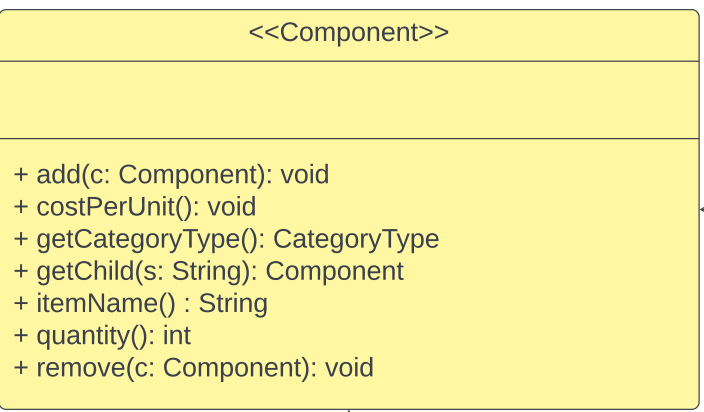 <<Component>>
+ add(c: Component): void
+ costPerUnit(): void
+ getCategoryType(): CategoryType
+ getChild(s: String): Component
+ itemName() : String
+ quantity(): int
+ remove(c: Component): void